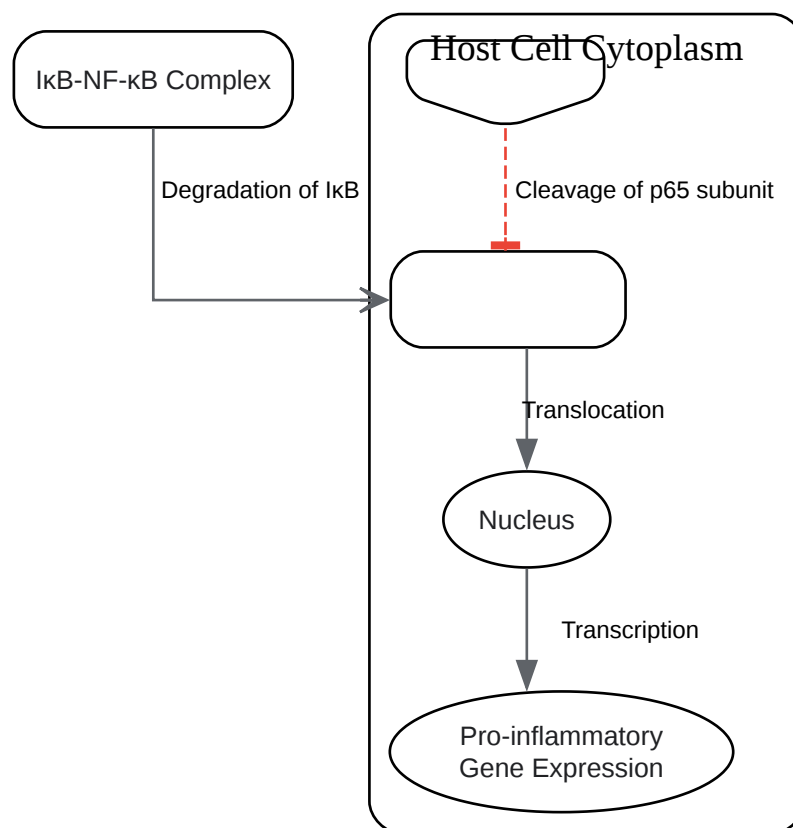 Host Cell Cytoplasm
IκB-NF-κB Complex
Degradation of IκB
Cleavage of p65 subunit
Translocation
Nucleus
Transcription
Pro-inflammatory
Gene Expression